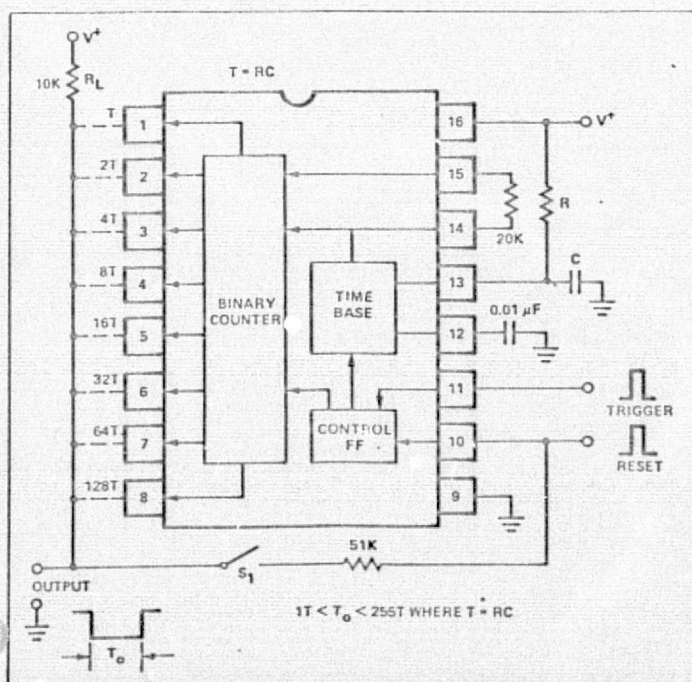 V+
10K RL
T = RC
T 1
2T 2
4T 3
8T 4
16T 5
32T 6
64T 7
128T 8
BINARY
COUNTER
TIME
BASE
CONTROL
FF
16 V+
15
14
20K
R
13
C
12
0.01 μF
11
TRIGGER
10
RESET
9
51K
S1
OUTPUT
To
1T < To < 255T WHERE T = RC